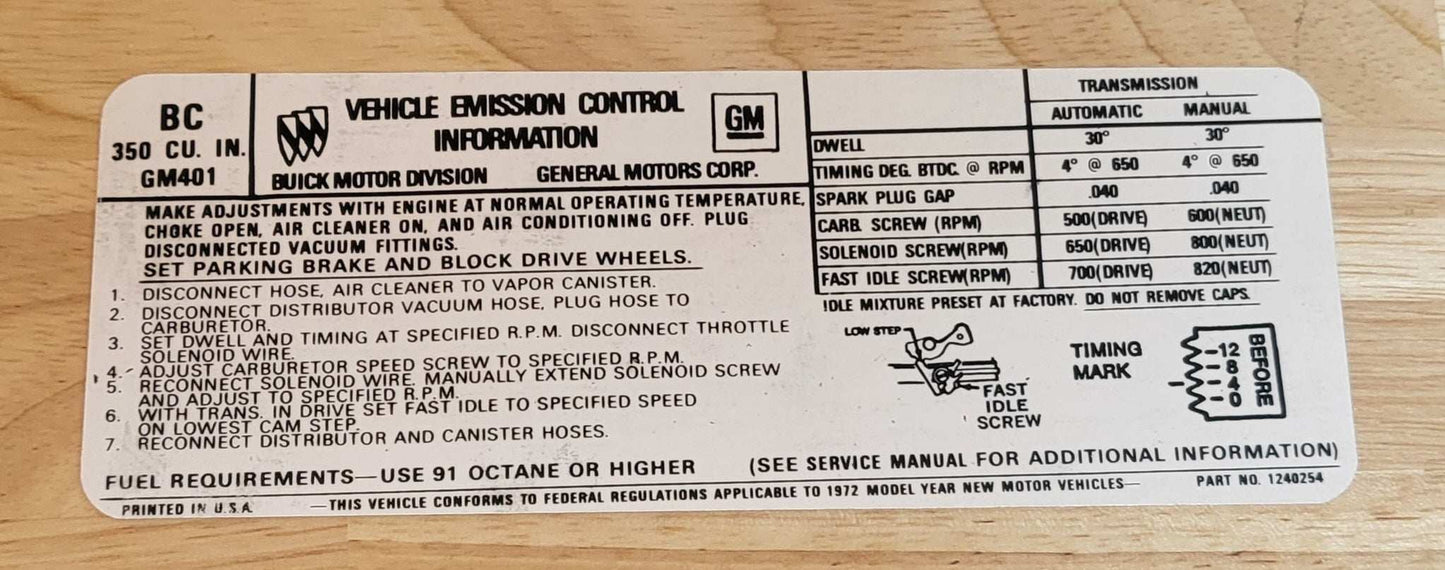 BC
350 CU. IN.
GM401
VEHICLE EMISSION CONTROL
INFORMATION
BUICK MOTOR DIVISION GENERAL MOTORS CORP.
GM
TRANSMISSION
AUTOMATIC MANUAL
DWELL 30° 30°
TIMING DEG. BTDC. @ RPM 4° @ 650 4° @ 650
SPARK PLUG GAP .040 .040
CARB. SCREW (RPM) 500(DRIVE) 600(NEUT)
SOLENOID SCREW(RPM) 650(DRIVE) 800(NEUT)
FAST IDLE SCREW(RPM) 700(DRIVE) 820(NEUT)
IDLE MIXTURE PRESET AT FACTORY. DO NOT REMOVE CAPS.
MAKE ADJUSTMENTS WITH ENGINE AT NORMAL OPERATING TEMPERATURE,
CHOKE OPEN, AIR CLEANER ON, AND AIR CONDITIONING OFF. PLUG
DISCONNECTED VACUUM FITTINGS.
SET PARKING BRAKE AND BLOCK DRIVE WHEELS.
1. DISCONNECT HOSE, AIR CLEANER TO VAPOR CANISTER.
2. DISCONNECT DISTRIBUTOR VACUUM HOSE, PLUG HOSE TO
CARBURETOR.
3. SET DWELL AND TIMING AT SPECIFIED R.P.M. DISCONNECT THROTTLE
SOLENOID WIRE.
4. ADJUST CARBURETOR SPEED SCREW TO SPECIFIED R.P.M.
5. RECONNECT SOLENOID WIRE. MANUALLY EXTEND SOLENOID SCREW
AND ADJUST TO SPECIFIED R.P.M.
6. WITH TRANS. IN DRIVE SET FAST IDLE TO SPECIFIED SPEED
ON LOWEST CAM STEP.
7. RECONNECT DISTRIBUTOR AND CANISTER HOSES.
LOW STEP
FAST
IDLE
SCREW
TIMING
MARK
12
8
4
0
BEFORE
FUEL REQUIREMENTS—USE 91 OCTANE OR HIGHER (SEE SERVICE MANUAL FOR ADDITIONAL INFORMATION)
PRINTED IN U.S.A. —THIS VEHICLE CONFORMS TO FEDERAL REGULATIONS APPLICABLE TO 1972 MODEL YEAR NEW MOTOR VEHICLES— PART NO. 1240254